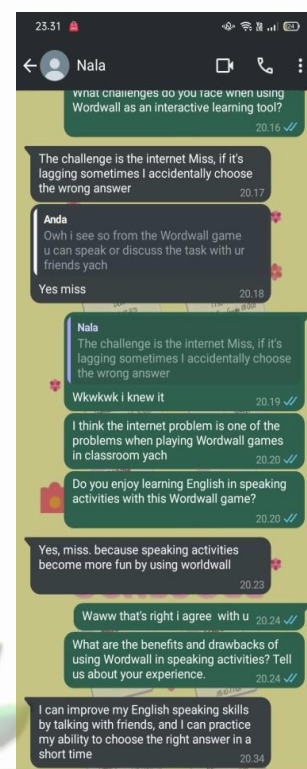 23.31
Nala
What challenges do you face when using
Wordwall as an interactive learning tool?
20.16
The challenge is the internet Miss, if it's
lagging sometimes I accidentally choose
the wrong answer
20.17
Anda
Owh i see so from the Wordwall game
u can speak or discuss the task with ur
friends yach
Yes miss
20.18
Nala
The challenge is the internet Miss, if it's
lagging sometimes I accidentally choose
the wrong answer
Wkwkwk i knew it
20.19
I think the internet problem is one of the
problems when playing Wordwall games
in classroom yach
20.20
Do you enjoy learning English in speaking
activities with this Wordwall game?
20.20
Yes, miss. because speaking activities
become more fun by using worldwall
20.23
Waww that's right i agree with u 20.24
What are the benefits and drawbacks of
using Wordwall in speaking activities? Tell
us about your experience.
20.24
I can improve my English speaking skills
by talking with friends, and I can practice
my ability to choose the right answer in a
short time
20.34